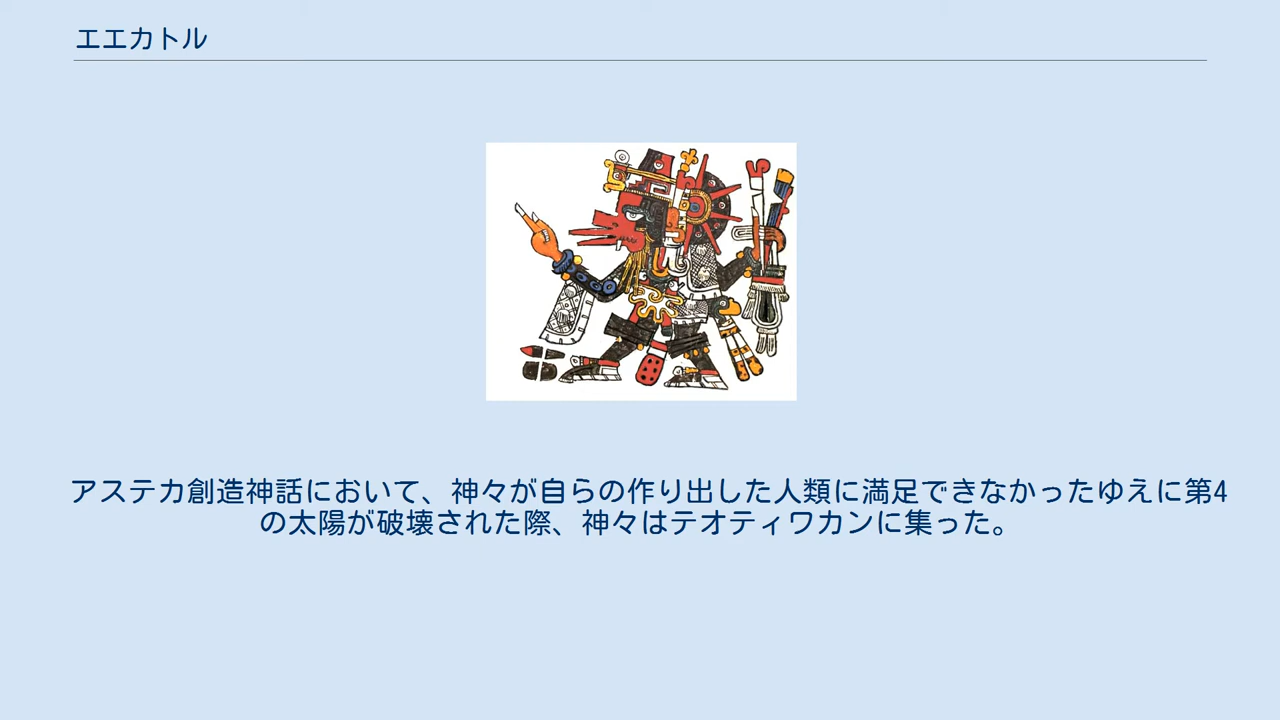 エエカトル
アステカ創造神話において、神々が自らの作り出した人類に満足できなかったゆえに第4
の太陽が破壊された際、神々はテオティワカンに集った。